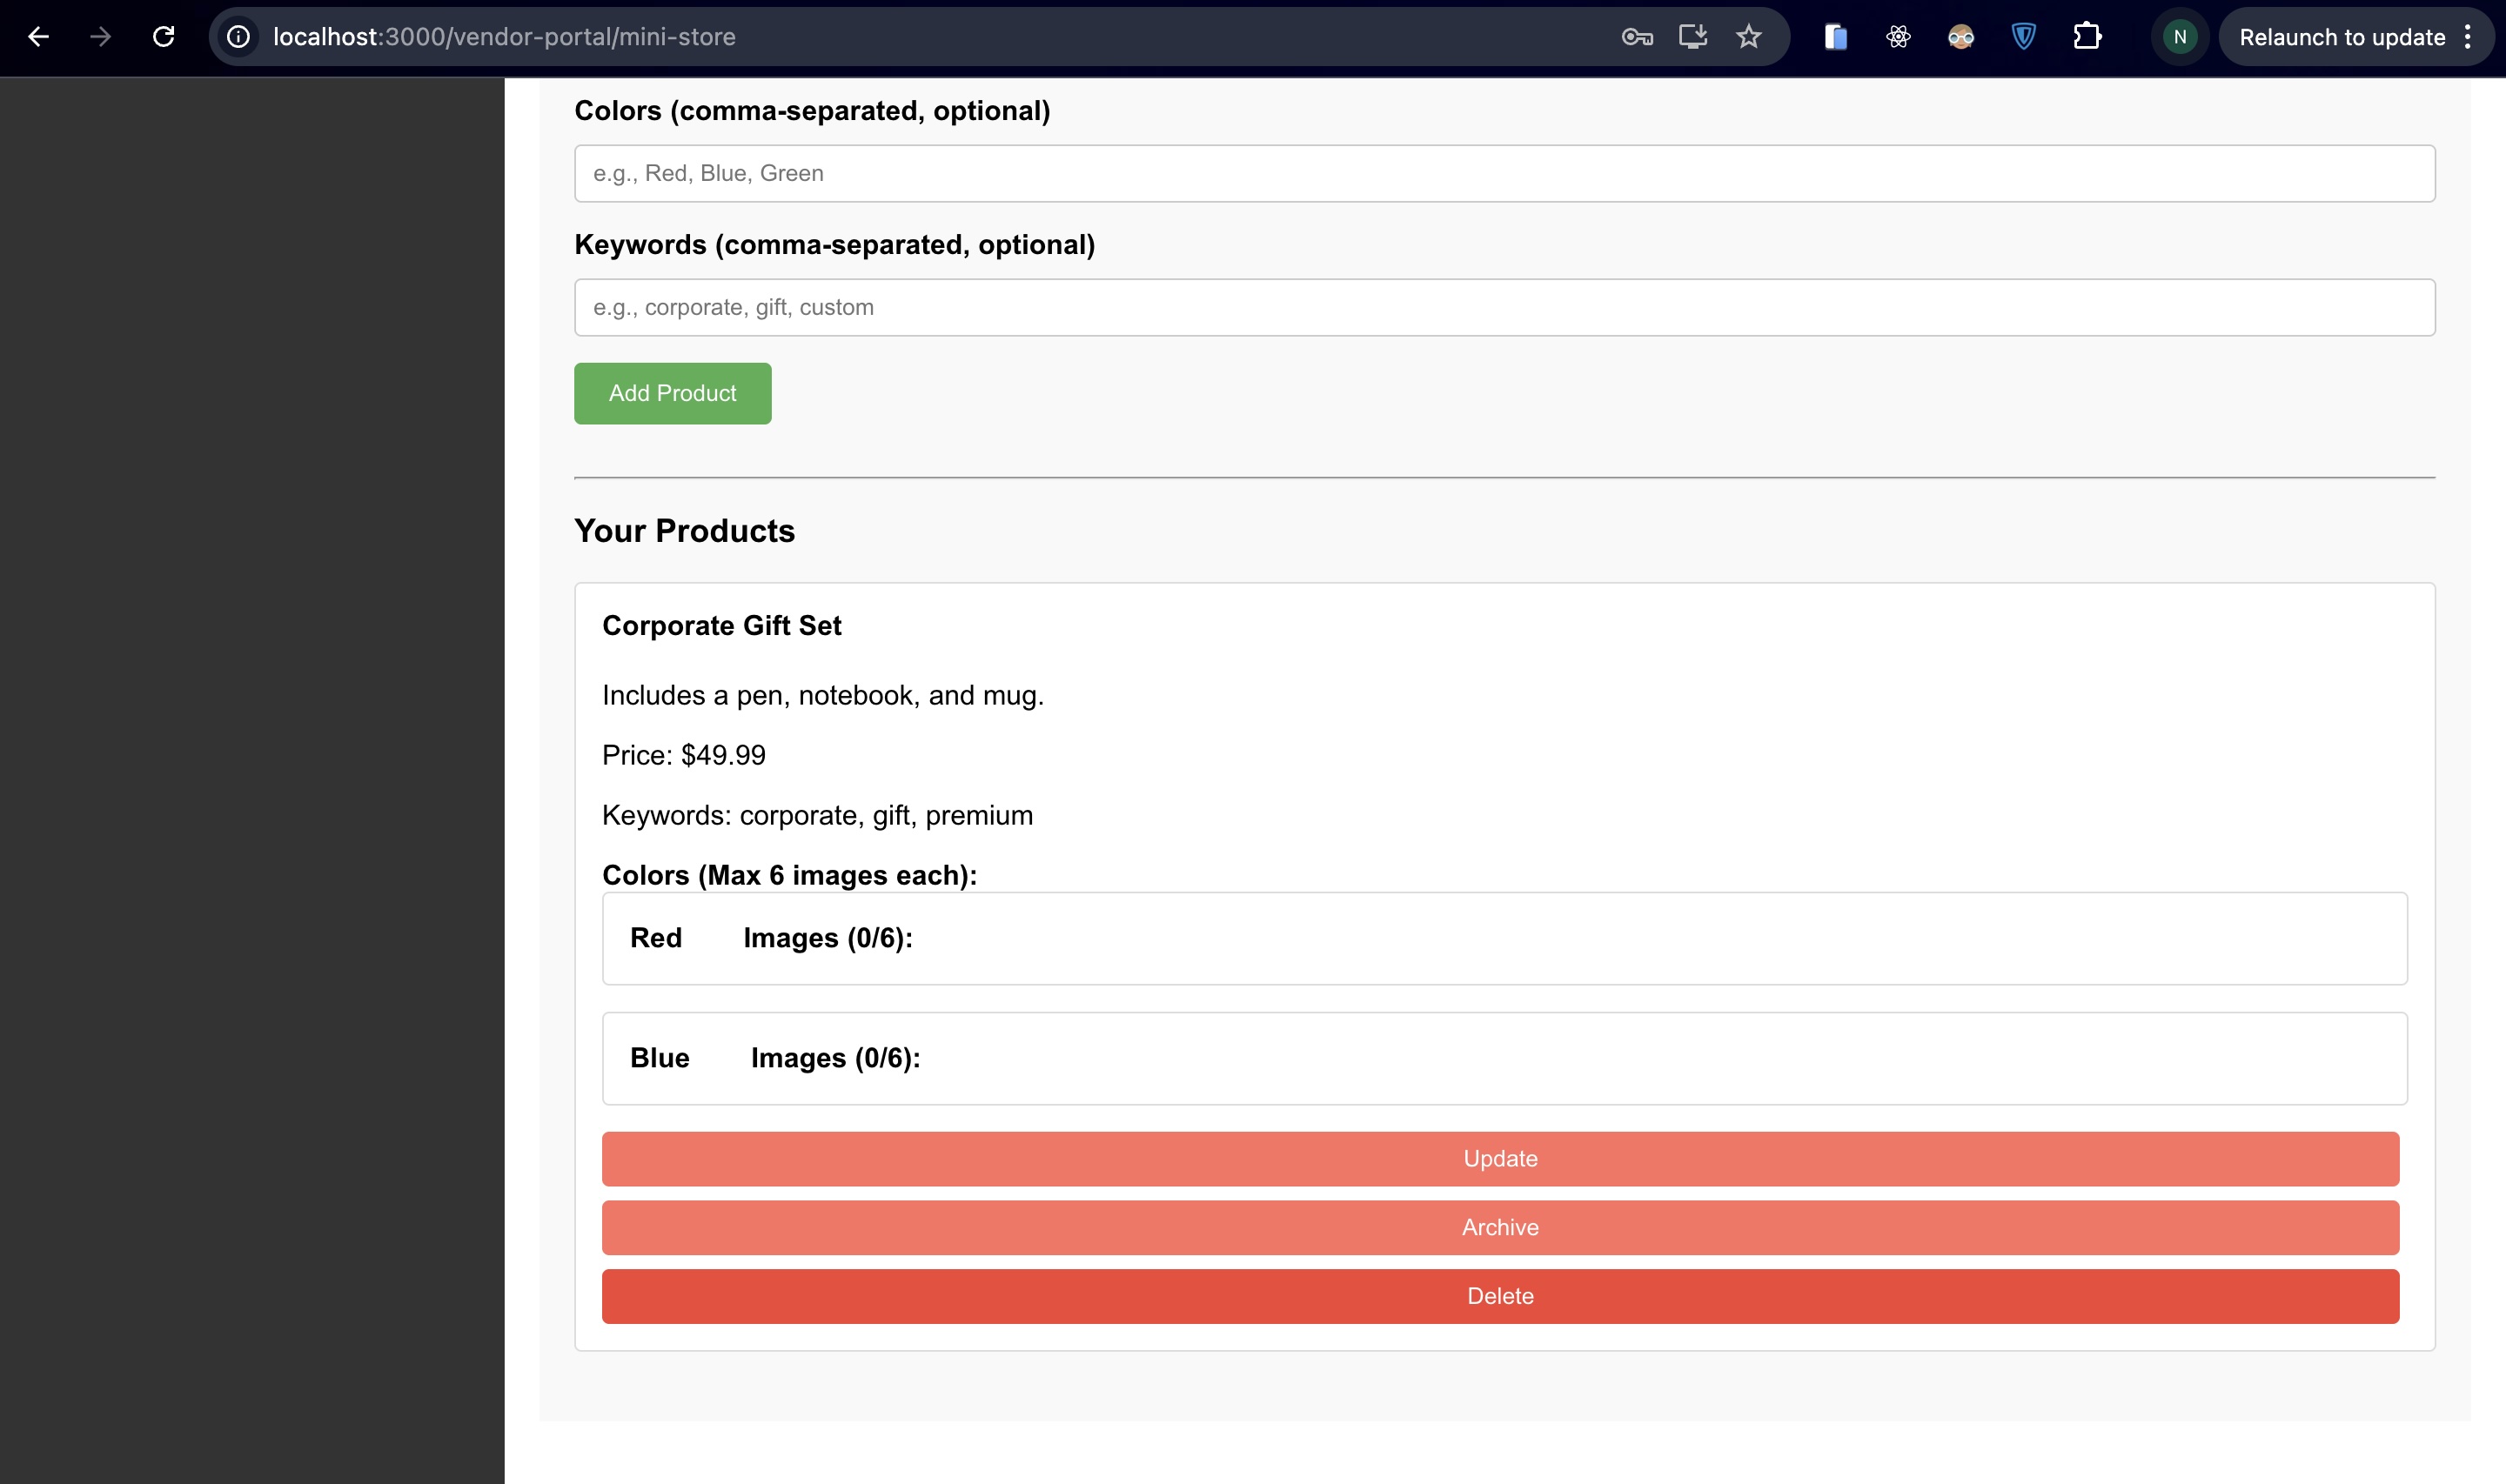 localhost:3000/vendor-portal/mini-store
N
Relaunch to update
Colors (comma-separated, optional)
e.g., Red, Blue, Green
Keywords (comma-separated, optional)
e.g., corporate, gift, custom
Add Product
Your Products
Corporate Gift Set
Includes a pen, notebook, and mug.
Price: $49.99
Keywords: corporate, gift, premium
Colors (Max 6 images each):
Red Images (0/6):
Blue Images (0/6):
Update
Archive
Delete